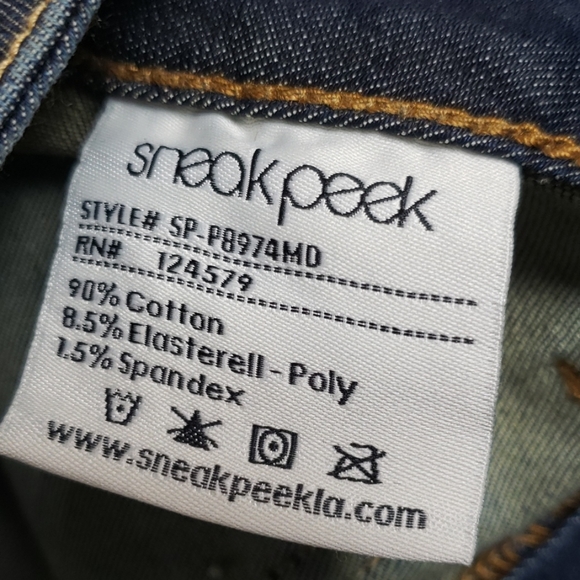 sneakpeek
STYLE# SP-P8974MD
RN# 124579
90% Cotton
8.5% Elasterell-Poly
1.5% Spandex
www.sneakpeekla.com